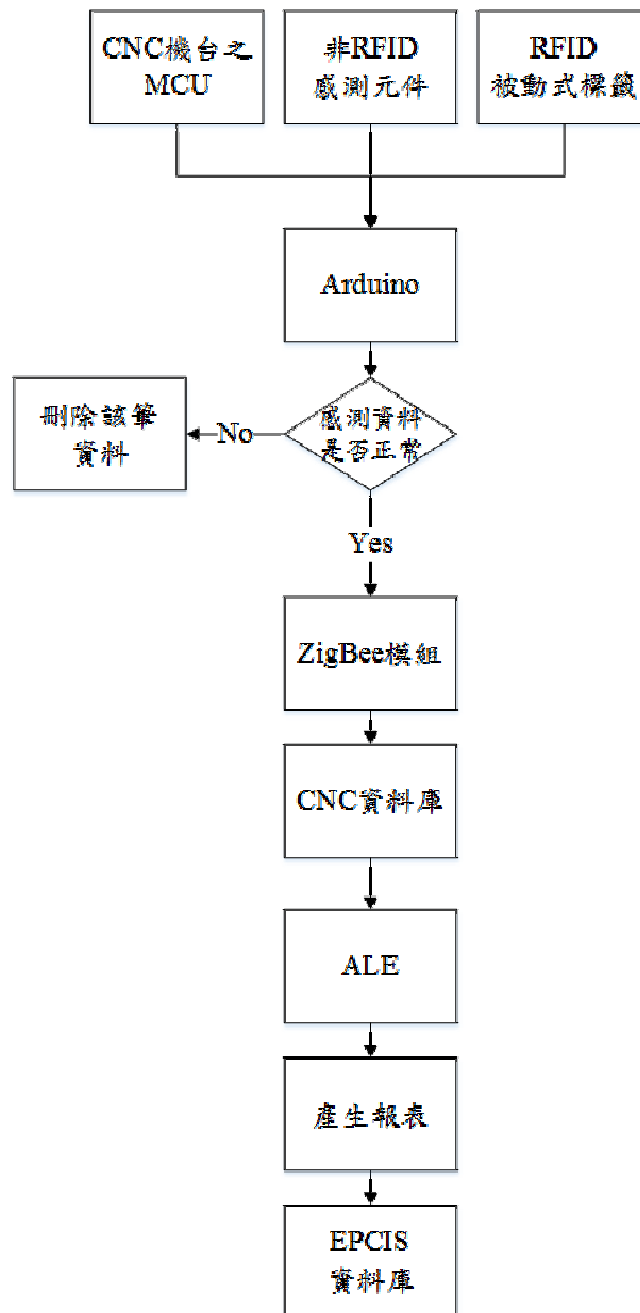 CNC機台之
MCU
非RFID
感測元件
RFID
被動式標籤
Arduino
感測資料
是否正常
No
刪除該筆
資料
Yes
ZigBee模組
CNC資料庫
ALE
產生報表
EPCIS
資料庫